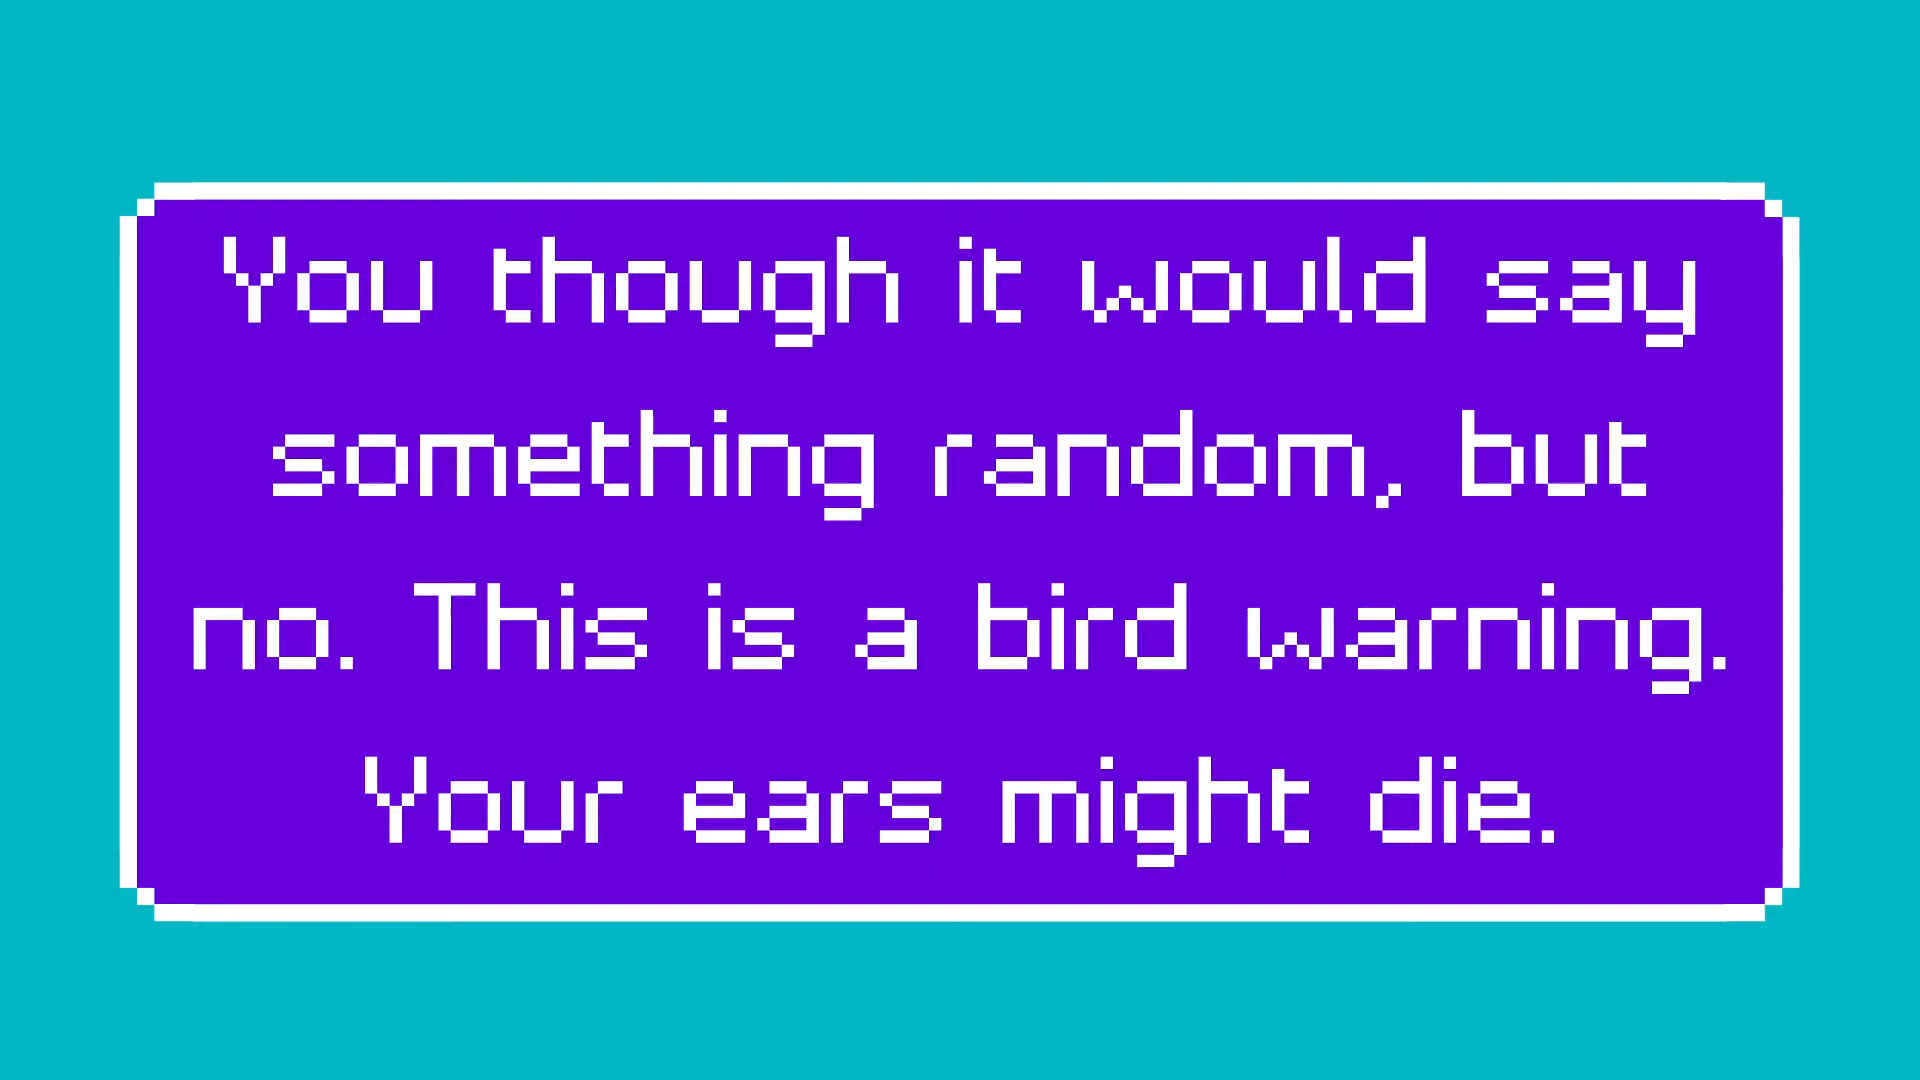 You though it would say
something random, but
no. This is a bird warning.
Your ears might die.